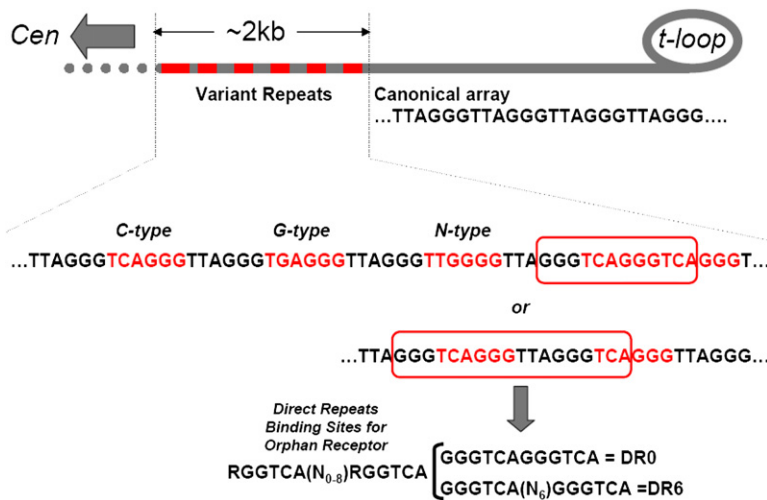 Cen
~2kb
t-loop
Variant Repeats
Canonical array
...TTAGGGTTAGGGTTAGGGTTAGGG....
C-type
G-type
N-type
...TTAGGGTCAGGGTTAGGGTGAGGGTTAGGGTTGGGGTTAGGGTCAGGGTCAGGGT...
or
...TTAGGGTCAGGGTTAGGGTCAGGGTTAGGG...
Direct Repeats
Binding Sites for
Orphan Receptor
RGGTCA(N₀₋₈)RGGTCA
GGGTCAGGGTCA = DR0
GGGTCA(N₆)GGGTCA =DR6